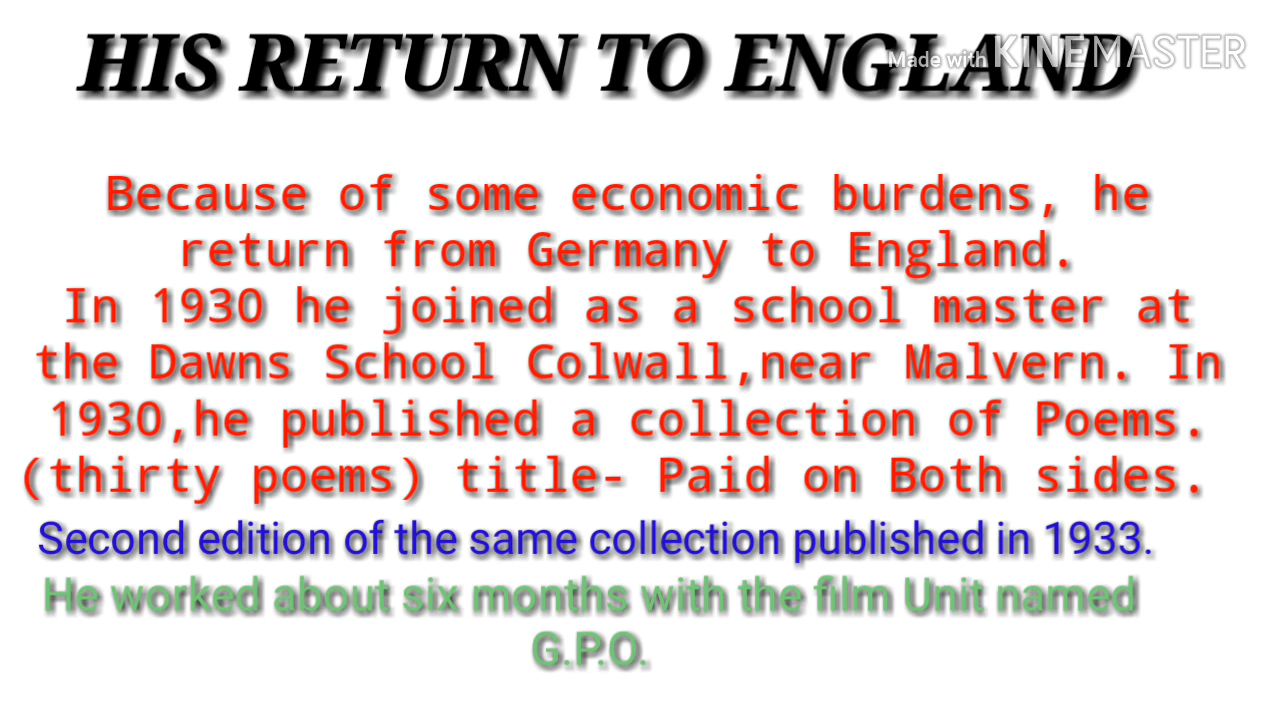 HIS RETURN TO ENGLAND
Made with KINEMASTER
Because of some economic burdens, he
return from Germany to England.
In 1930 he joined as a school master at
the Dawns School Colwall,near Malvern. In
1930,he published a collection of Poems.
(thirty poems) title- Paid on Both sides.
Second edition of the same collection published in 1933.
He worked about six months with the film Unit named
G.P.O.